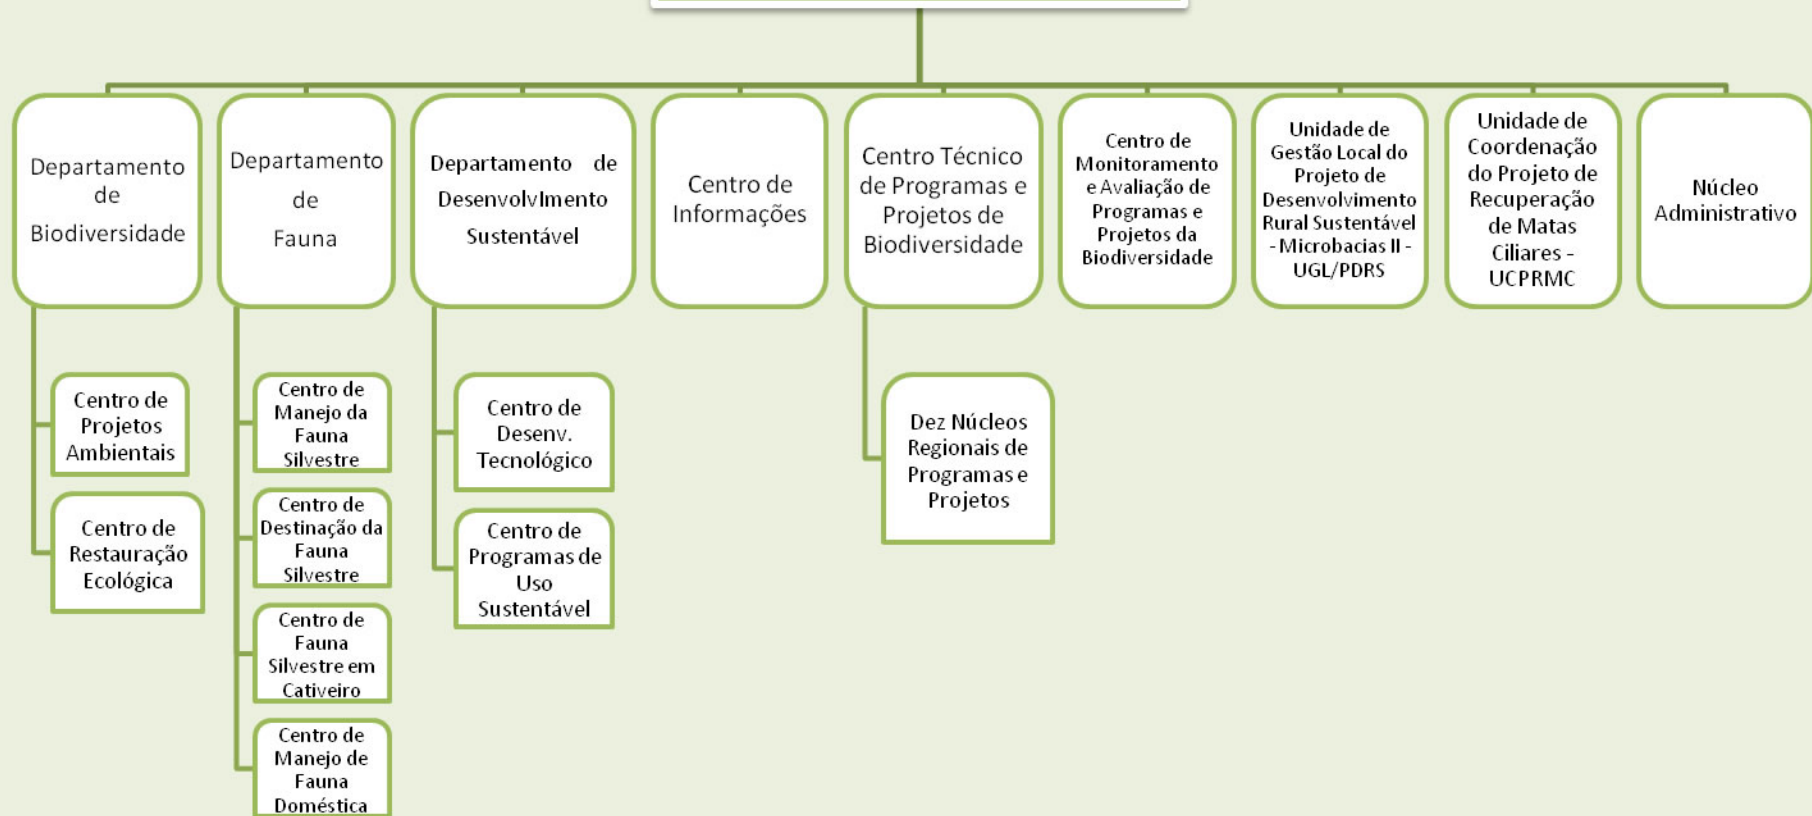 Departamento
de
Biodiversidade
Departamento
de
Fauna
Departamento de
Desenvolvlmento
Sustentável
Centro de
Informações
Centro Técnico
de Programas e
Projetos de
Biodiversidade
Centro de
Monitoramento
e Avaliação de
Programas e
Projetos da
Biodiversidade
Unidade de
Gestão Local do
Projeto de
Desenvolvimento
Rural Sustentável
- Microbacias II -
UGL/PDRS
Unidade de
Coordenação
do Projeto de
Recuperação
de Matas
Ciliares -
UCPRMC
Núcleo
Administrativo
Centro de
Projetos
Ambientais
Centro de
Restauração
Ecológica
Centro de
Manejo da
Fauna
Silvestre
Centro de
Destinação da
Fauna
Silvestre
Centro de
Fauna
Silvestre em
Cativeiro
Centro de
Manejo de
Fauna
Doméstica
Centro de
Desenv.
Tecnológico
Centro de
Programas de
Uso
Sustentável
Dez Núcleos
Regionais de
Programas e
Projetos